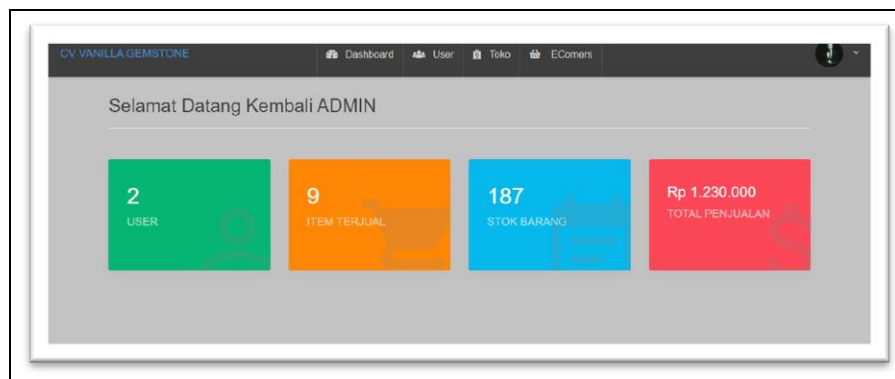 CV VANILLA GEMSTONE
Dashboard User Toko EComers
Selamat Datang Kembali ADMIN
2
USER
9
ITEM TERJUAL
187
STOK BARANG
Rp 1.230.000
TOTAL PENJUALAN